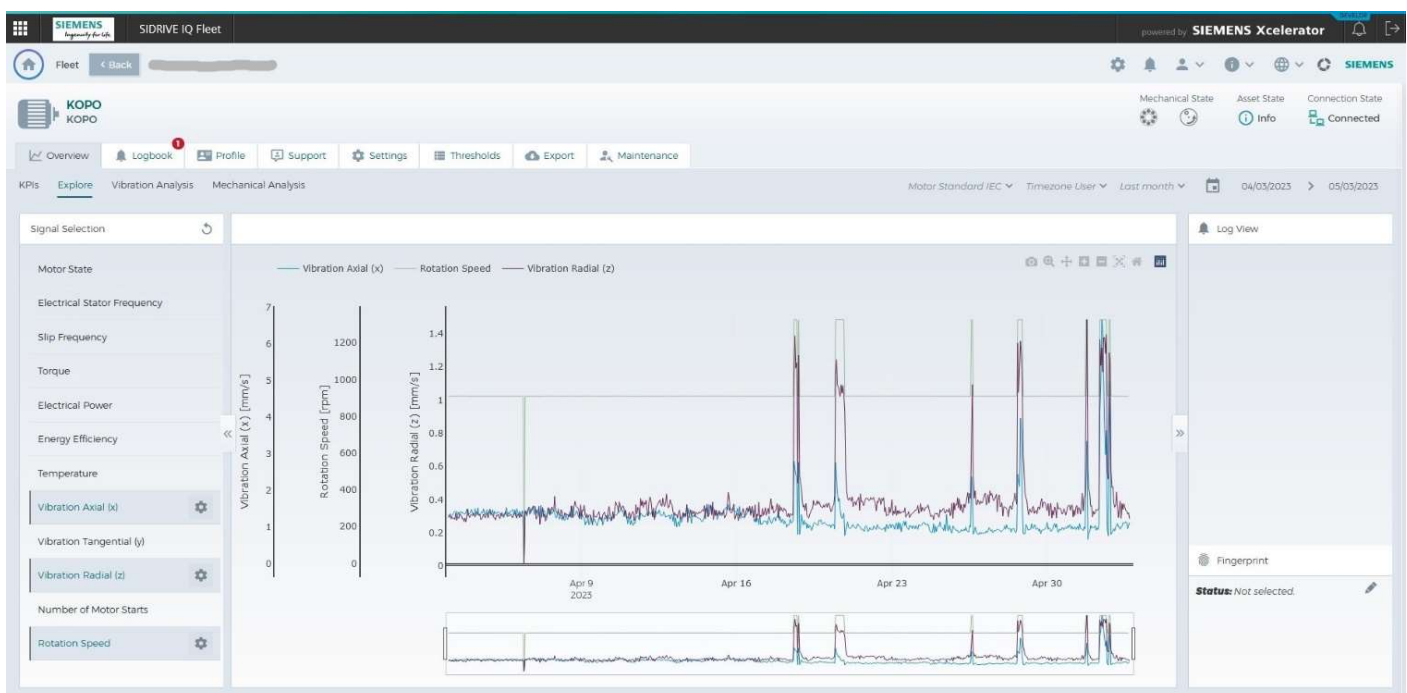 SIEMENS
Ingenuity for life
SIDRIVE IQ Fleet
powered by SIEMENS Xcelerator
Fleet
< Back
SIEMENS
KOPO
KOPO
Mechanical State
Asset State
Info
Connection State
Connected
Overview
Logbook
1
Profile
Support
Settings
Thresholds
Export
Maintenance
KPIs
Explore
Vibration Analysis
Mechanical Analysis
Motor Standard IEC
Timezone User
Last month
04/03/2023 > 05/03/2023
Signal Selection
Motor State
Electrical Stator Frequency
Slip Frequency
Torque
Electrical Power
Energy Efficiency
Temperature
Vibration Axial (x)
Vibration Tangential (y)
Vibration Radial (z)
Number of Motor Starts
Rotation Speed
Vibration Axial (x)
Rotation Speed
Vibration Radial (z)
Vibration Axial (x) [mm/s]
7
6
5
4
3
2
1
0
Rotation Speed [rpm]
1200
1000
800
600
400
200
0
Vibration Radial (z) [mm/s]
1.4
1.2
1
0.8
0.6
0.4
0.2
0
Apr 9
2023
Apr 16
Apr 23
Apr 30
Log View
Fingerprint
Status: Not selected.